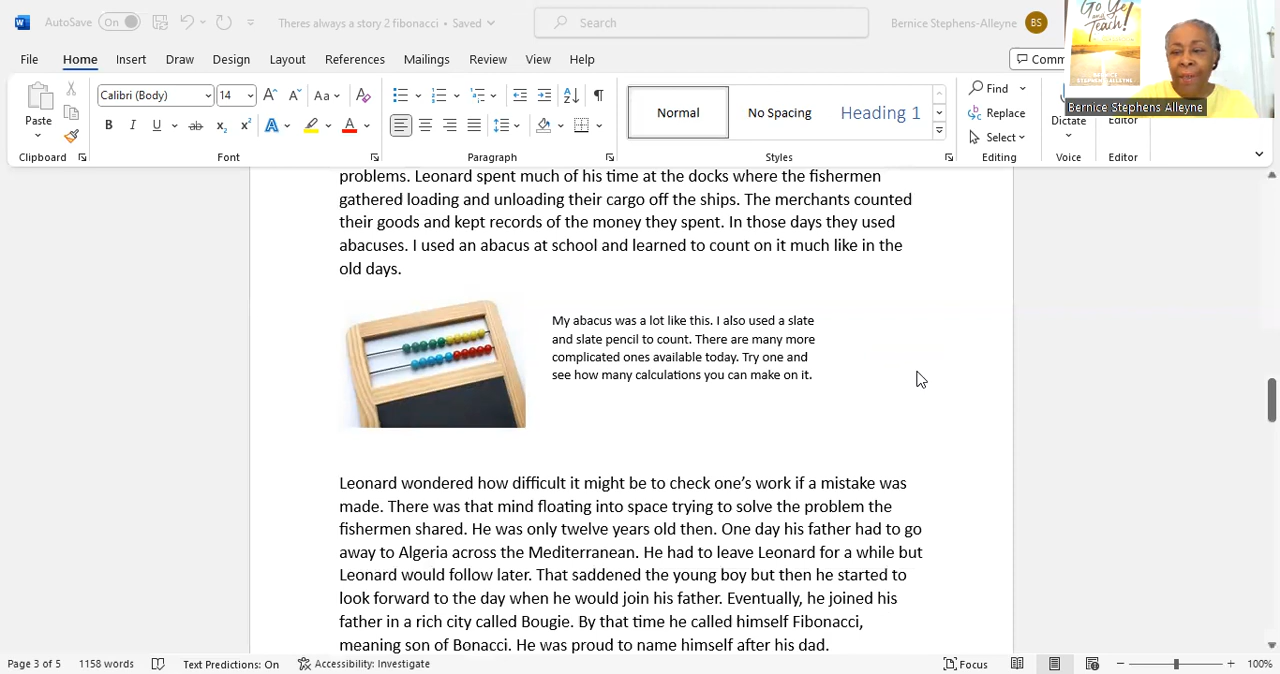 AutoSave On Theres always a story 2 fibonacci • Saved Search Bernice Stephens-Alleyne BS
Go Ye and Teach!
BERNICE
STEPHENS-ALLEYNE
Bernice Stephens Alleyne
File Home Insert Draw Design Layout References Mailings Review View Help Comm
Calibri (Body) 14 Aa
Paste
Normal No Spacing Heading 1
Find
Replace
Select
Dictate
Editor
Clipboard Font Paragraph Styles Editing Voice Editor
problems. Leonard spent much of his time at the docks where the fishermen
gathered loading and unloading their cargo off the ships. The merchants counted
their goods and kept records of the money they spent. In those days they used
abacuses. I used an abacus at school and learned to count on it much like in the
old days.
My abacus was a lot like this. I also used a slate
and slate pencil to count. There are many more
complicated ones available today. Try one and
see how many calculations you can make on it.
Leonard wondered how difficult it might be to check one’s work if a mistake was
made. There was that mind floating into space trying to solve the problem the
fishermen shared. He was only twelve years old then. One day his father had to go
away to Algeria across the Mediterranean. He had to leave Leonard for a while but
Leonard would follow later. That saddened the young boy but then he started to
look forward to the day when he would join his father. Eventually, he joined his
father in a rich city called Bougie. By that time he called himself Fibonacci,
meaning son of Bonacci. He was proud to name himself after his dad.
Page 3 of 5 1158 words Text Predictions: On Accessibility: Investigate Focus 100%